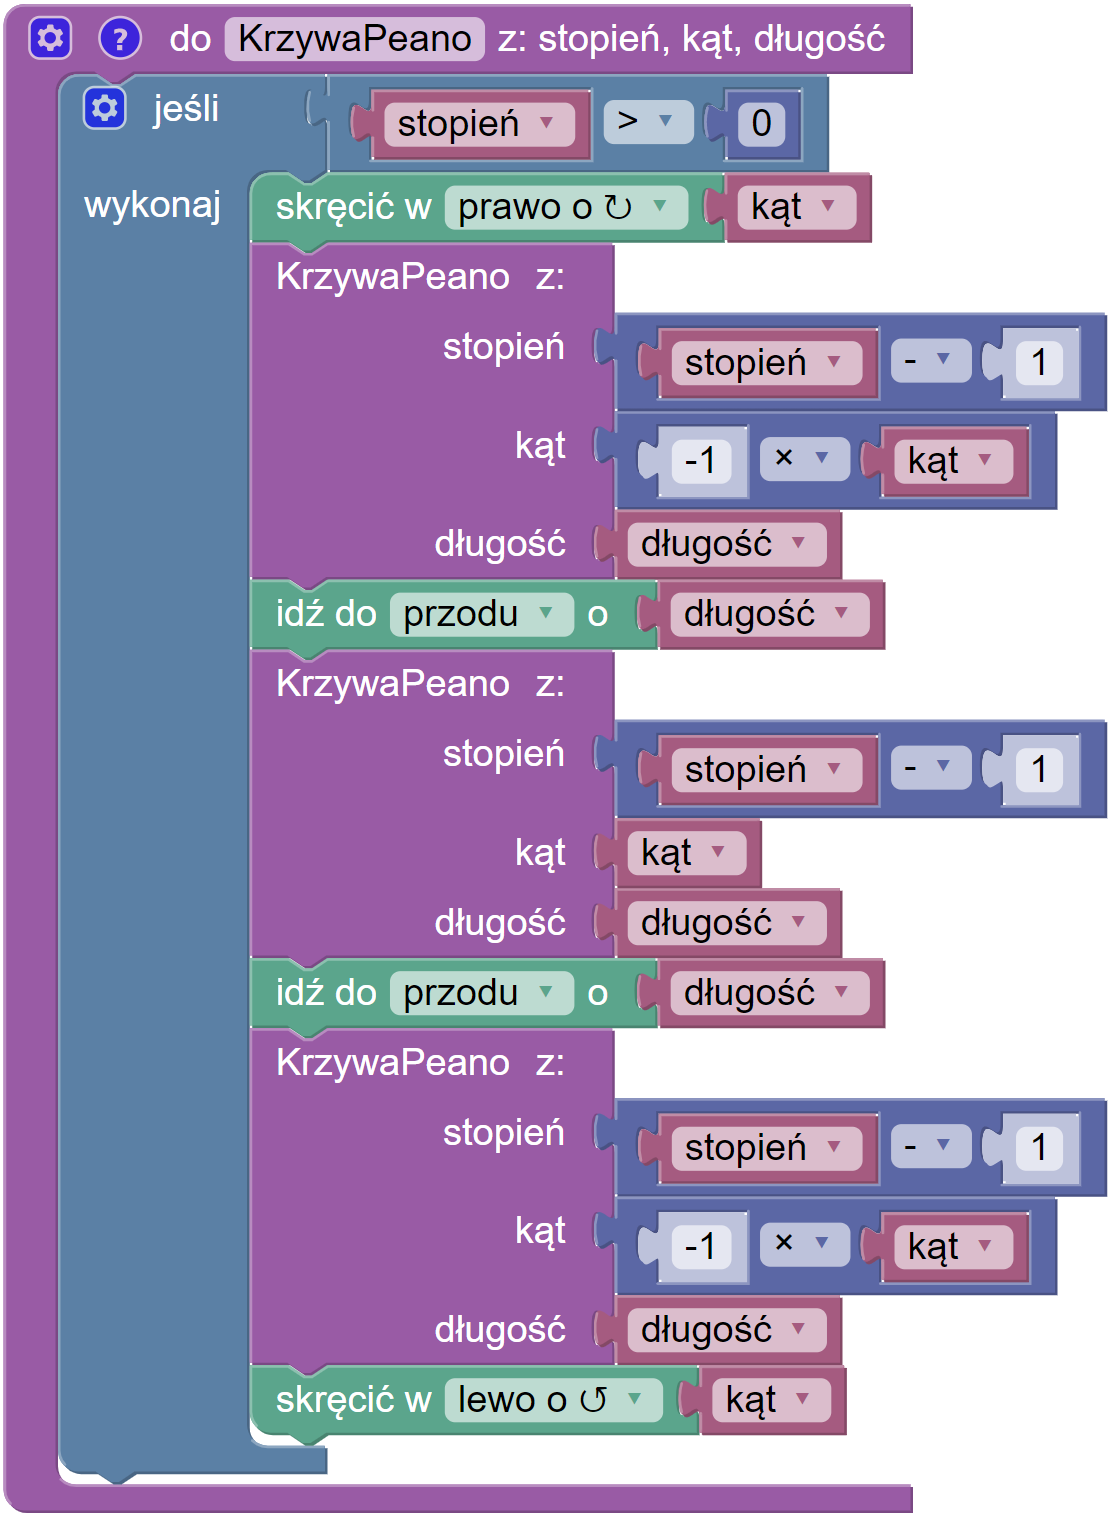 ? do KrzywaPeano z: stopień, kąt, długość
jeśli stopień > 0
wykonaj skręcić w prawo o ↻ kąt
KrzywaPeano z:
stopień stopień - 1
kąt -1 × kąt
długość długość
idź do przodu o długość
KrzywaPeano z:
stopień stopień - 1
kąt kąt
długość długość
idź do przodu o długość
KrzywaPeano z:
stopień stopień - 1
kąt -1 × kąt
długość długość
skręcić w lewo o ↺ kąt